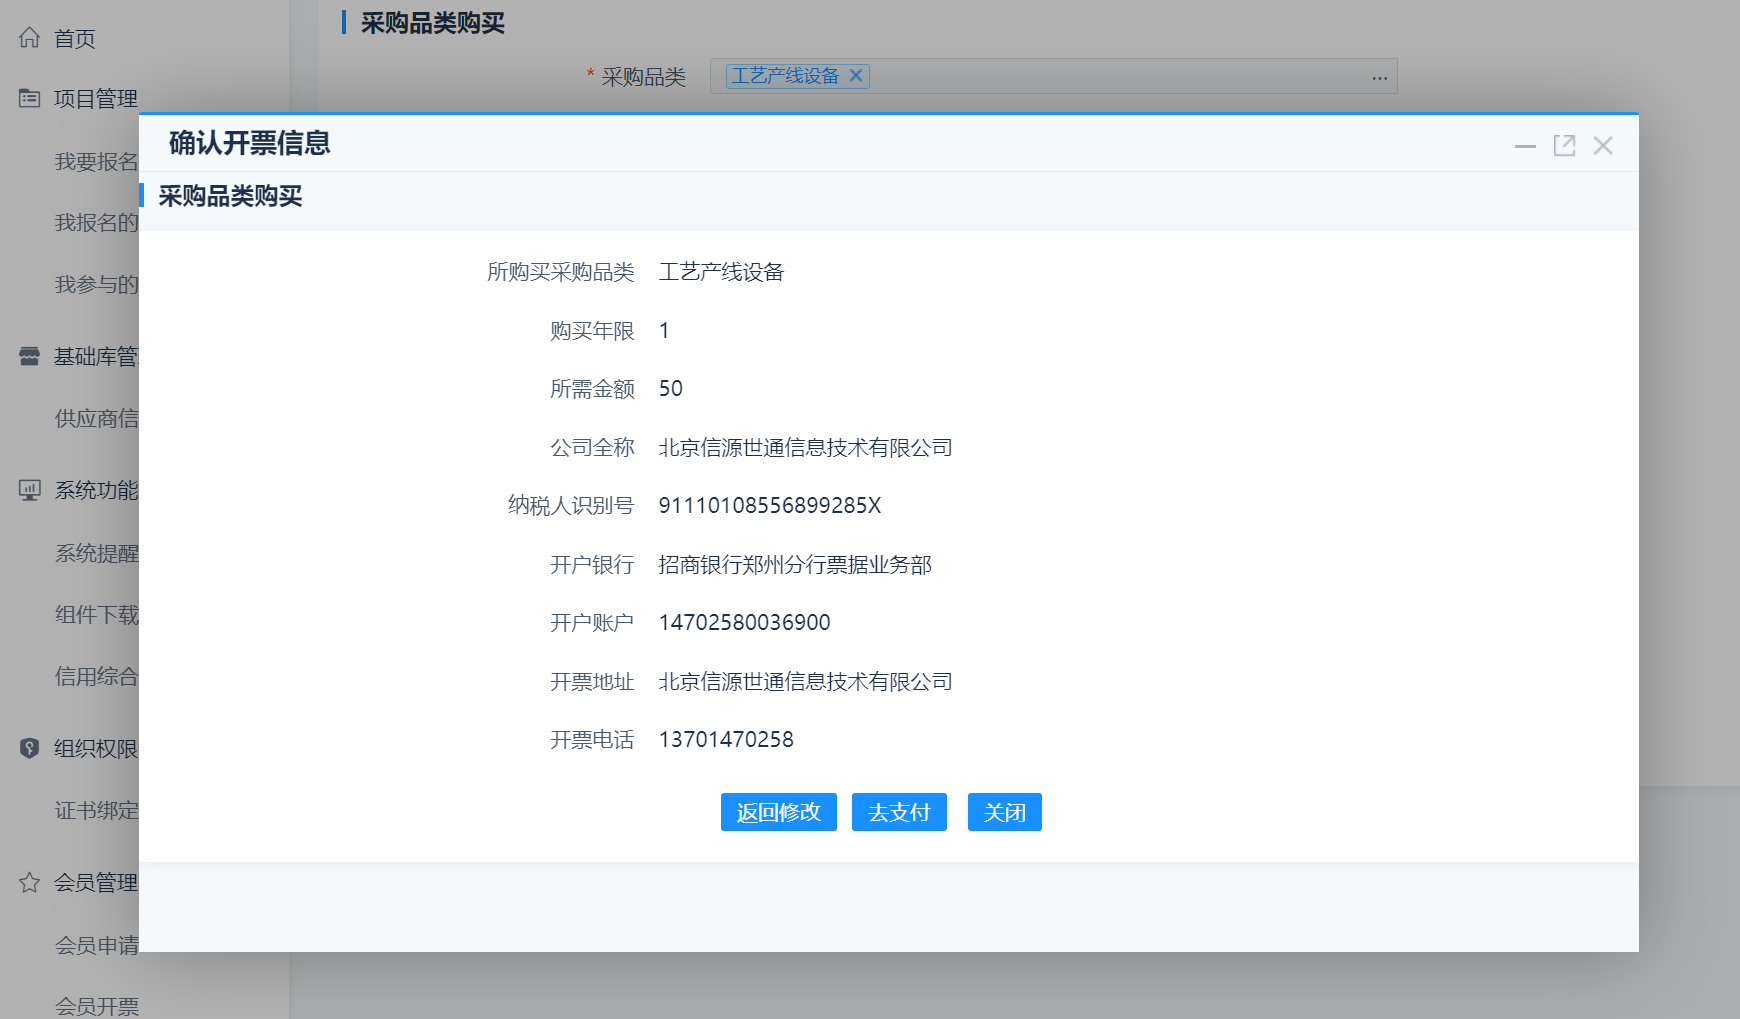 首页
项目管理
我要报名
我报名的
我参与的
基础库管
供应商信
系统功能
系统提醒
组件下载
信用综合
组织权限
证书绑定
会员管理
会员申请
会员开票
采购品类购买
* 采购品类 工艺产线设备 ✕ ...
确认开票信息
采购品类购买
所购买采购品类 工艺产线设备
购买年限 1
所需金额 50
公司全称 北京信源世通信息技术有限公司
纳税人识别号 91110108556899285X
开户银行 招商银行郑州分行票据业务部
开户账户 14702580036900
开票地址 北京信源世通信息技术有限公司
开票电话 13701470258
返回修改 去支付 关闭